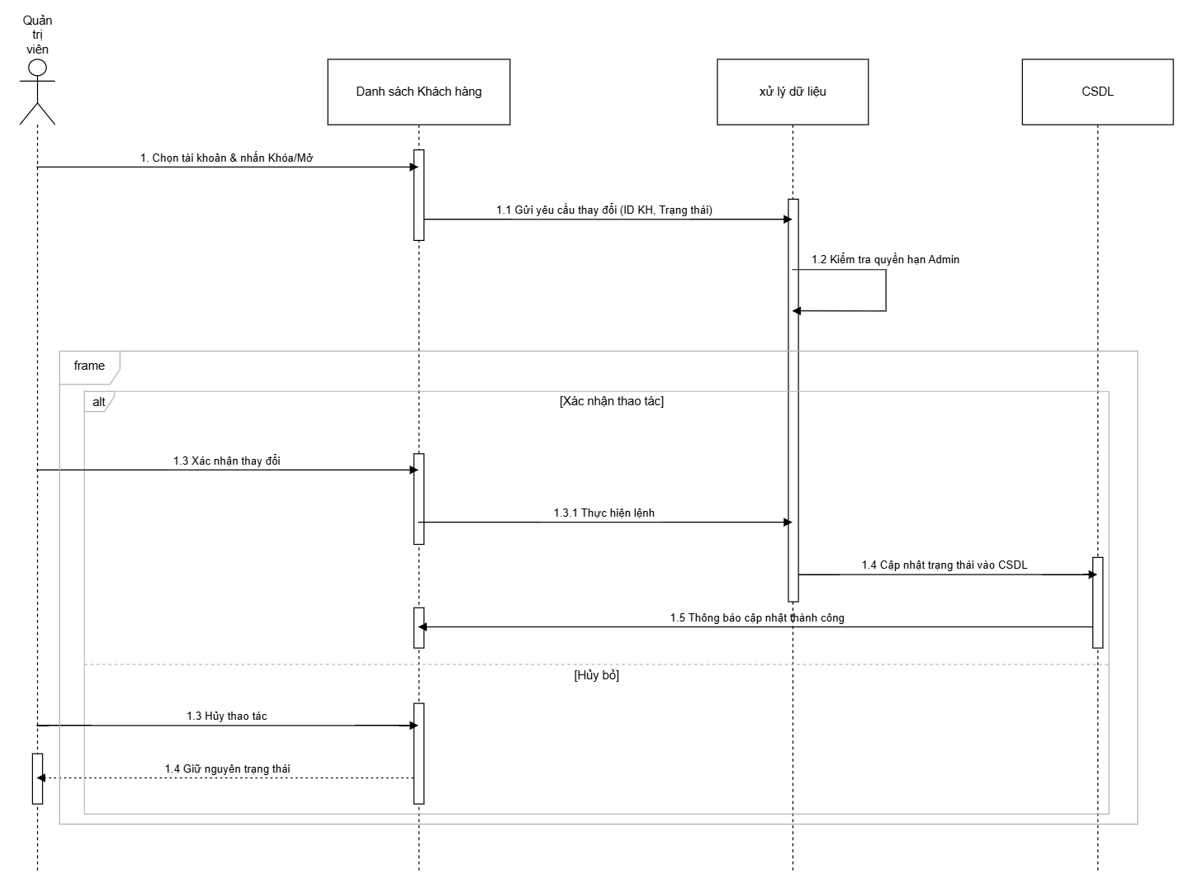 Quản
trị
viên
Danh sách Khách hàng
xử lý dữ liệu
CSDL
1. Chọn tài khoản & nhấn Khóa/Mở
1.1 Gửi yêu cầu thay đổi (ID KH, Trạng thái)
1.2 Kiểm tra quyền hạn Admin
frame
alt
[Xác nhận thao tác]
1.3 Xác nhận thay đổi
1.3.1 Thực hiện lệnh
1.4 Cập nhật trạng thái vào CSDL
1.5 Thông báo cập nhật thành công
[Hủy bỏ]
1.3 Hủy thao tác
1.4 Giữ nguyên trạng thái